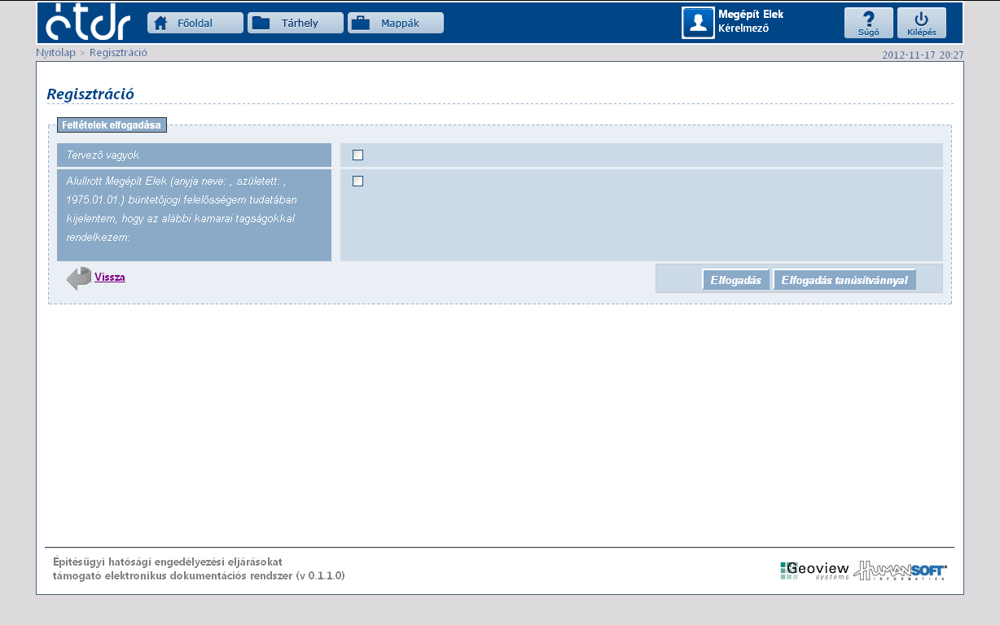 étdr
Főoldal
Tárhely
Mappák
Megépít Elek
Kérelmező
Súgó
Kilépés
Nyitólap > Regisztráció
2012-11-17 20:27
Regisztráció
Feltételek elfogadása
Tervező vagyok
Alulírott Megépít Elek (anyja neve: , született: ,
1975.01.01.) büntetőjogi felelősségem tudatában
kijelentem, hogy az alábbi kamarai tagságokkal
rendelkezem:
Vissza
Elfogadás
Elfogadás tanúsítvánnyal
Építésügyi hatósági engedélyezési eljárásokat
támogató elektronikus dokumentációs rendszer (v 0.1.1.0)
Geoview
systems
HUMANSOFT
INFORMATIKA